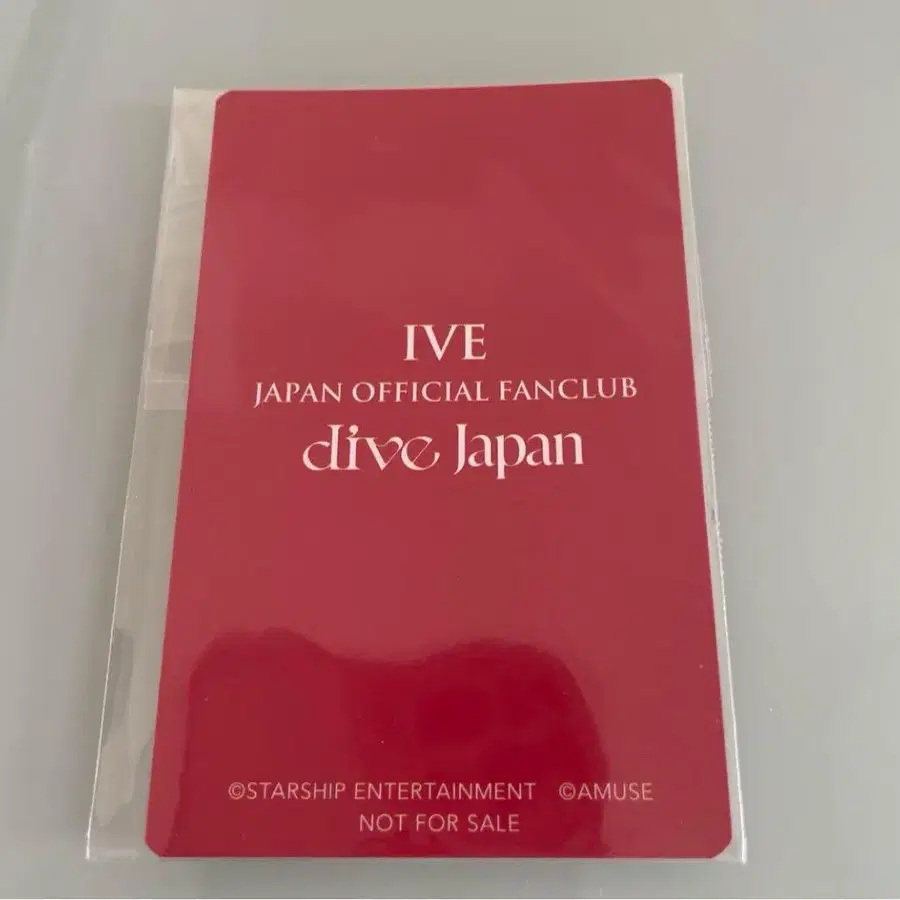 IVE
JAPAN OFFICIAL FANCLUB
dive Japan
©STARSHIP ENTERTAINMENT ©AMUSE
NOT FOR SALE